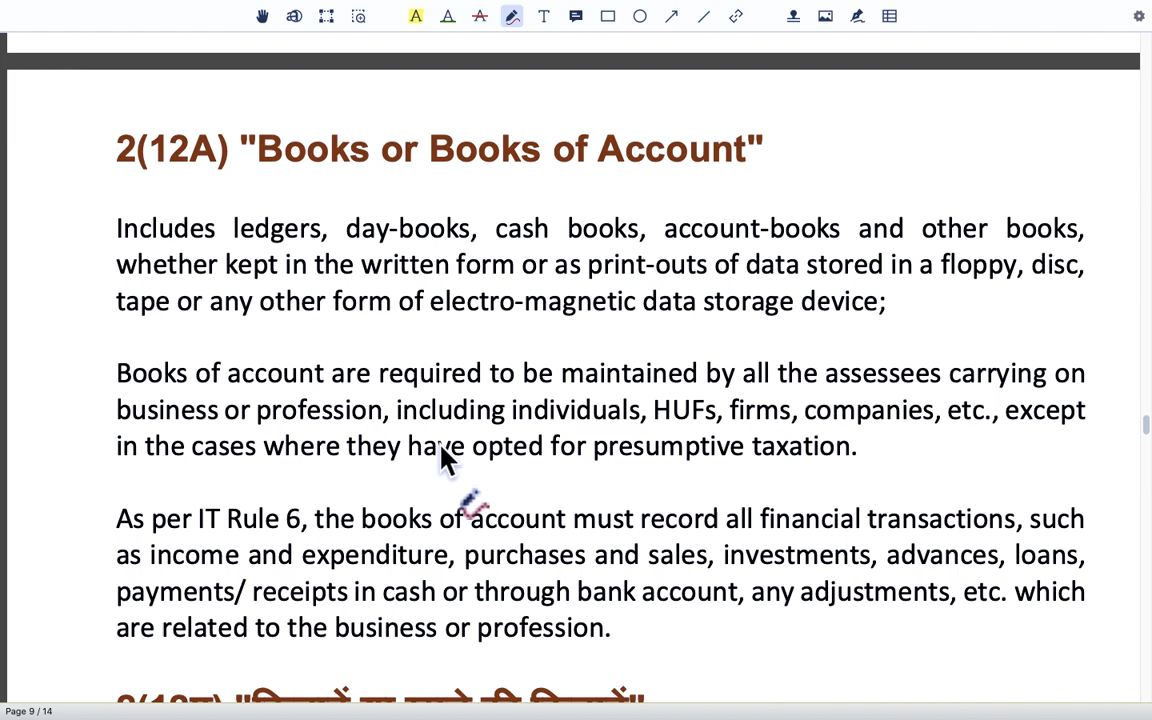 2(12A) "Books or Books of Account"
Includes ledgers, day-books, cash books, account-books and other books,
whether kept in the written form or as print-outs of data stored in a floppy, disc,
tape or any other form of electro-magnetic data storage device;
Books of account are required to be maintained by all the assessees carrying on
business or profession, including individuals, HUFs, firms, companies, etc., except
in the cases where they have opted for presumptive taxation.
As per IT Rule 6, the books of account must record all financial transactions, such
as income and expenditure, purchases and sales, investments, advances, loans,
payments/ receipts in cash or through bank account, any adjustments, etc. which
are related to the business or profession.
Page 9 / 14